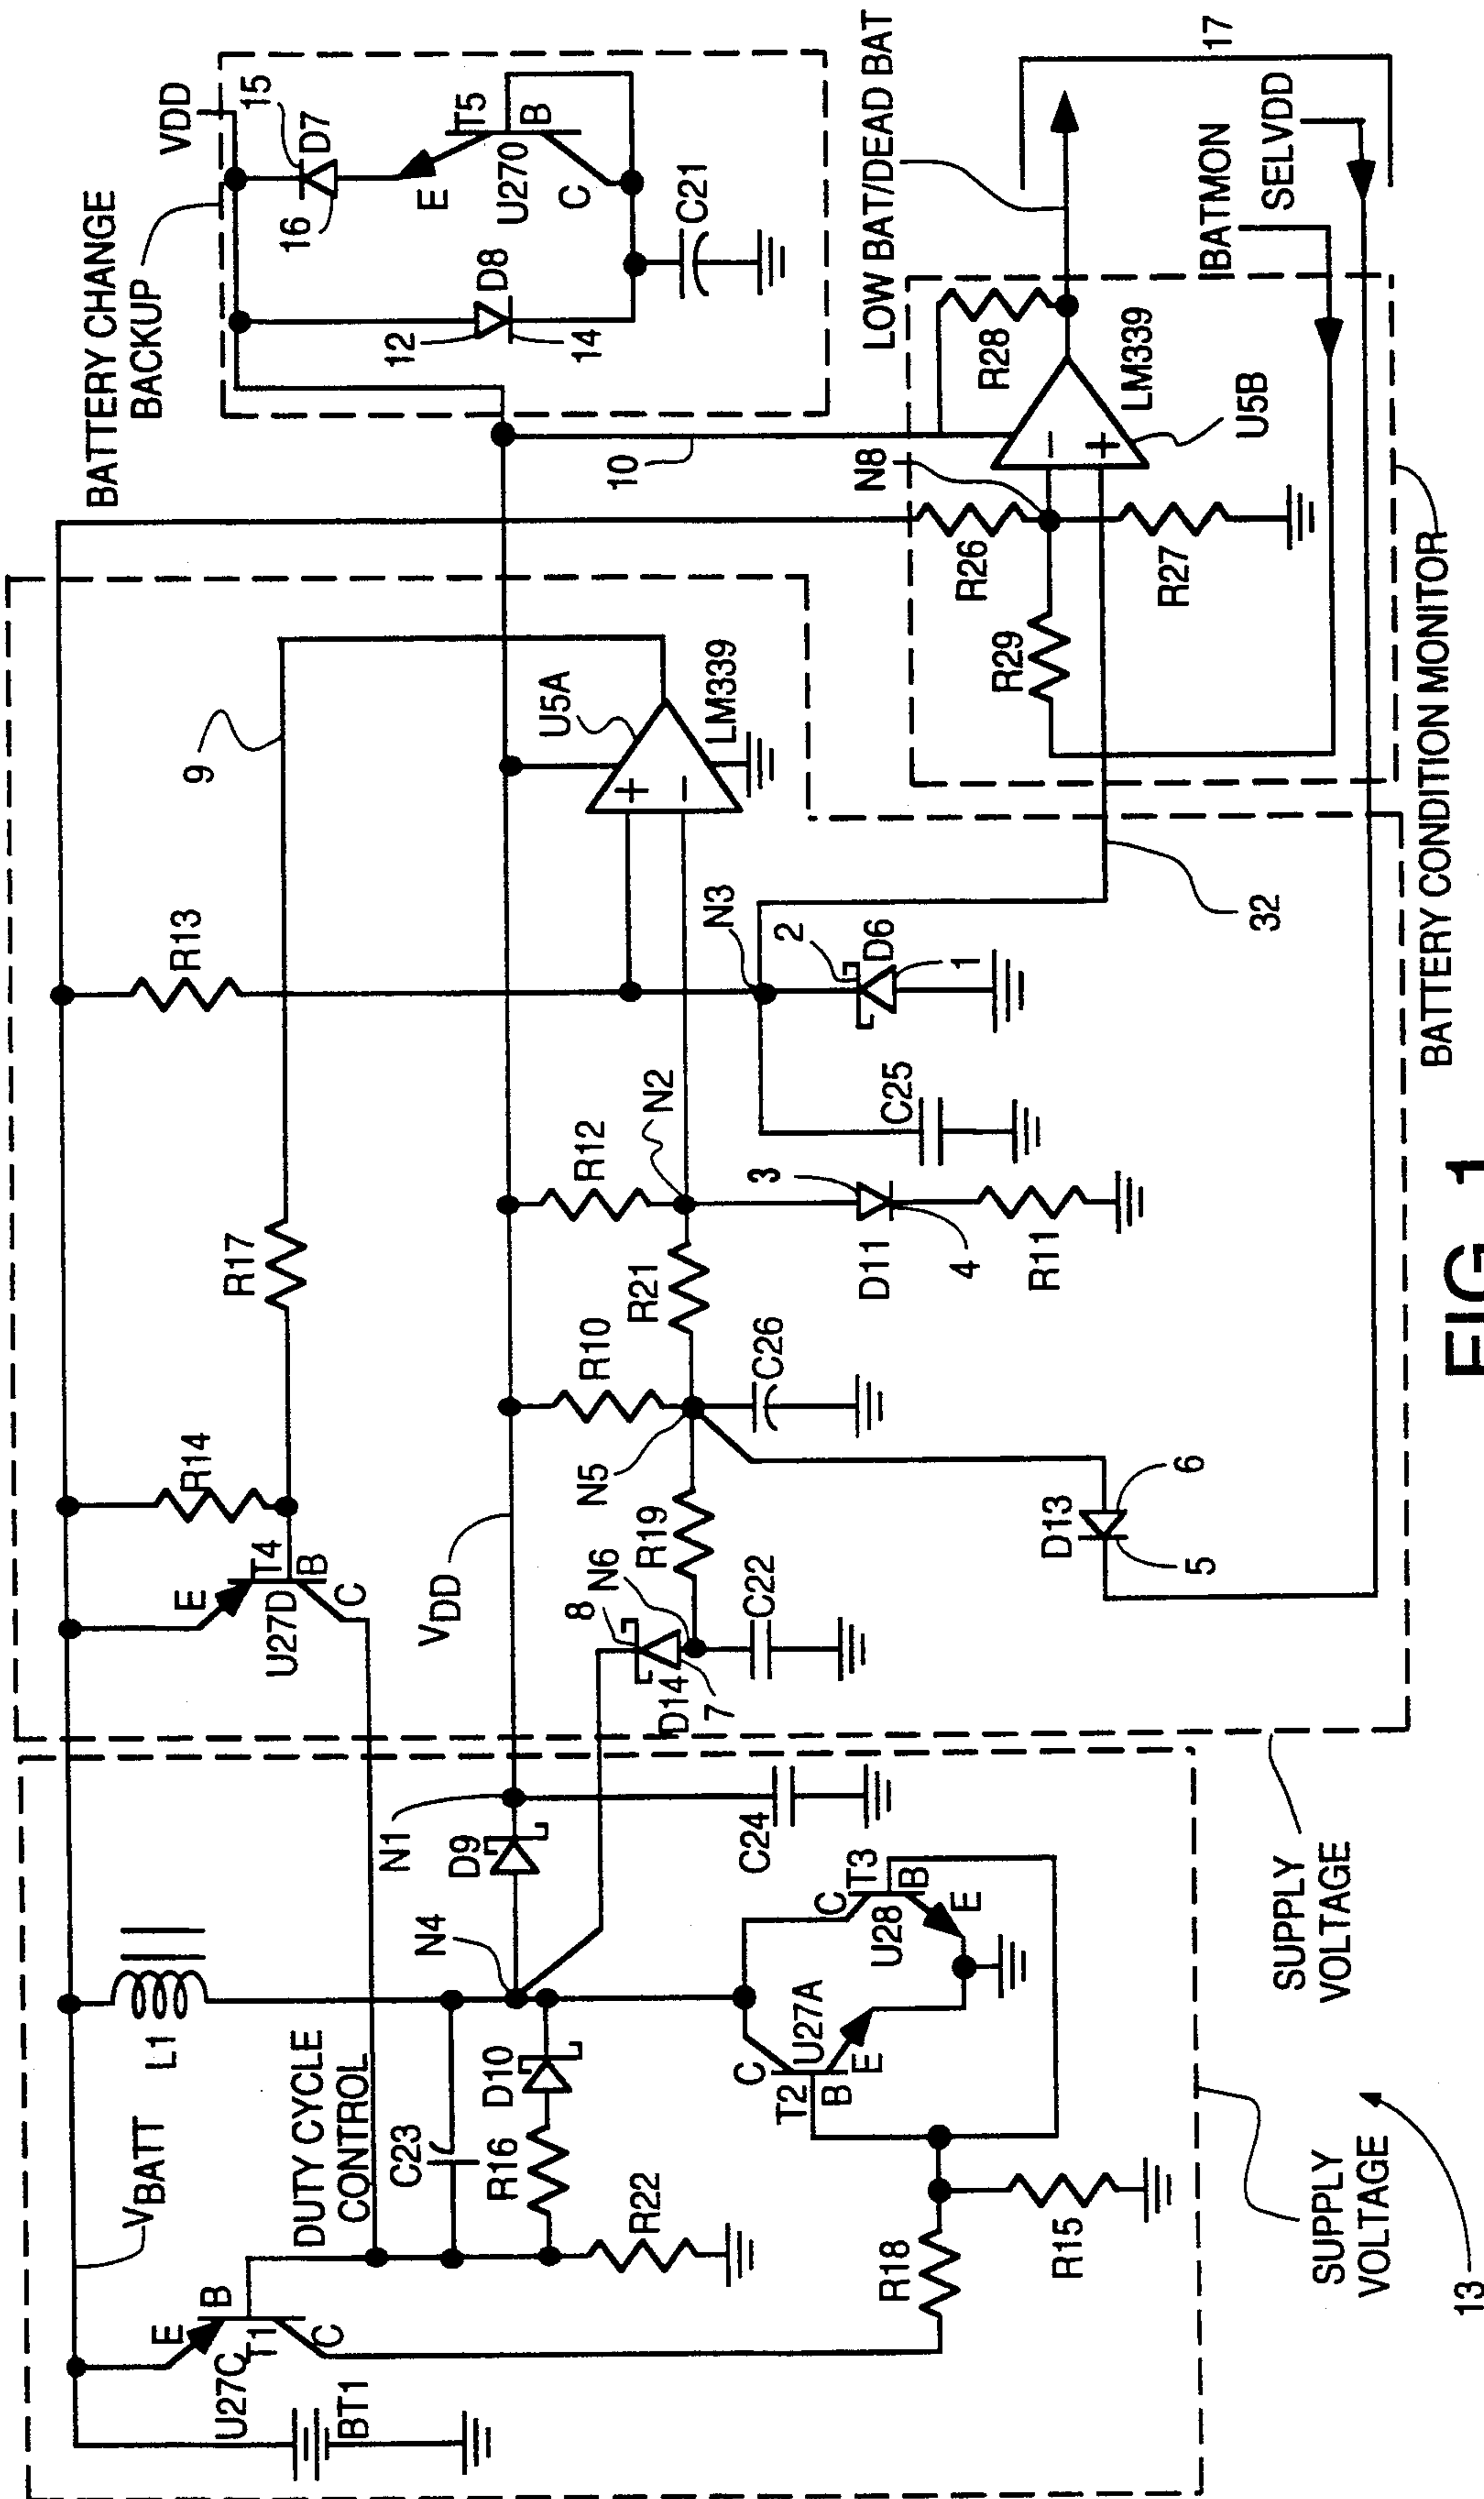 BATTERY CHANGE
BACKUP
VDD
15
D7
16
E
T5
B
U270
C
C21
12
D8
14
LOW BAT/DEAD BAT
17
BATMON
SELVDD
R28
LM339
U5B
10
N8
R26
R27
R29
BATTERY CONDITION MONITOR
9
U5A
LM339
+
−
−
+
R13
N3
2
D6
1
32
R17
R12
N2
C25
3
D11
4
R11
R21
R10
C26
R14
N5
D13
6
5
E
T4
B
U27D
C
VDD
R19
N6
8
C22
D14
7
N1
D9
C24
N4
L1
VBATT
DUTY CYCLE
CONTROL
C23
D10
R16
R22
C
T3
B
U28
E
C
T2
U27A
B
E
R18
R15
E
B
U27C
T1
C
BT1
SUPPLY
VOLTAGE
SUPPLY
VOLTAGE
13
FIG. 1